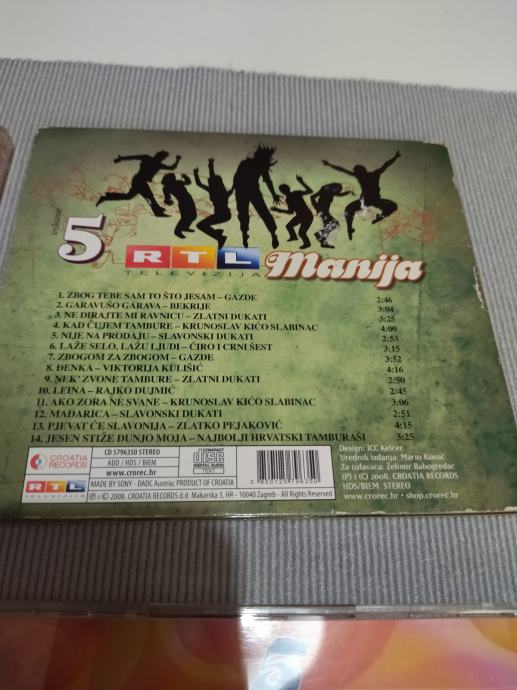 Volume
5
RTL
TELEVIZIJA
Manija
1. ZBOG TEBE SAM TO ŠTO JESAM – GAZDE 2:46
2. GARAVUŠO GARAVA – BEKRIJE 3:04
3. NE DIRAJTE MI RAVNICU – ZLATNI DUKATI 3:25
4. KAD ČUJEM TAMBURE – KRUNOSLAV KIĆO SLABINAC 4:00
5. NIJE NA PRODAJU – SLAVONSKI DUKATI 2:53
6. LAŽE SELO, LAŽU LJUDI – ĆIRO I CRNI ŠEST 3:15
7. ZBOGOM ZA ZBOGOM – GAZDE 3:52
8. ĐENKA – VIKTORIJA KULIŠIĆ 4:16
9. NEK' ZVONE TAMBURE – ZLATNI DUKATI 2:50
10. LEINA – RAJKO DUJMIĆ 2:45
11. AKO ZORA NE SVANE – KRUNOSLAV KIĆO SLABINAC 3:06
12. MAĐARICA – SLAVONSKI DUKATI 2:51
13. PJEVAT ĆE SLAVONIJA – ZLATKO PEJAKOVIĆ 4:15
14. JESEN STIŽE DUNJO MOJA – NAJBOLJI HRVATSKI TAMBURAŠI 3:25
CROATIA
RECORDS
CD 5796350 STEREO
ADD / HDS / BIEM
www.crorec.hr
COMPACT
disc
DIGITAL AUDIO
3 850125 796350
Design: ICC Kelčec
Urednik izdanja: Mario Kovač
Za izdavača: Želimir Babogredac
(P) I (C) 2008. CROATIA RECORDS
HDS/BIEM STEREO
www.crorec.hr • shop.crorec.hr
RTL
TELEVIZIJA
MADE BY SONY - DADC Austria; PRODUCT OF CROATIA
℗ i © 2008. CROATIA RECORDS d.d. Makarska 3, HR - 10040 Zagreb - All Rights Reserved